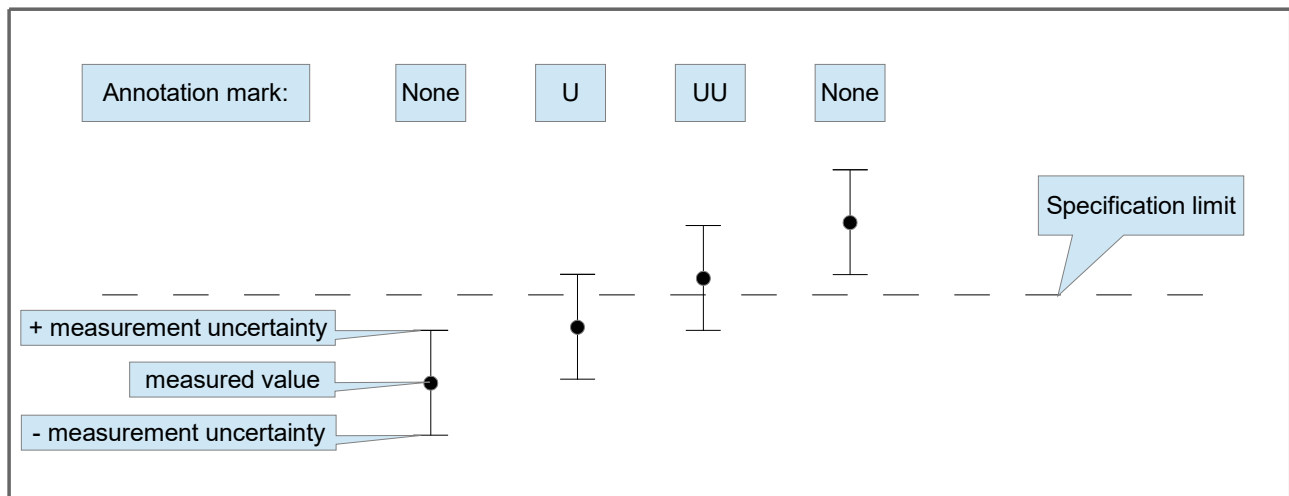 Annotation mark:
None
U
UU
None
Specification limit
+ measurement uncertainty
measured value
- measurement uncertainty